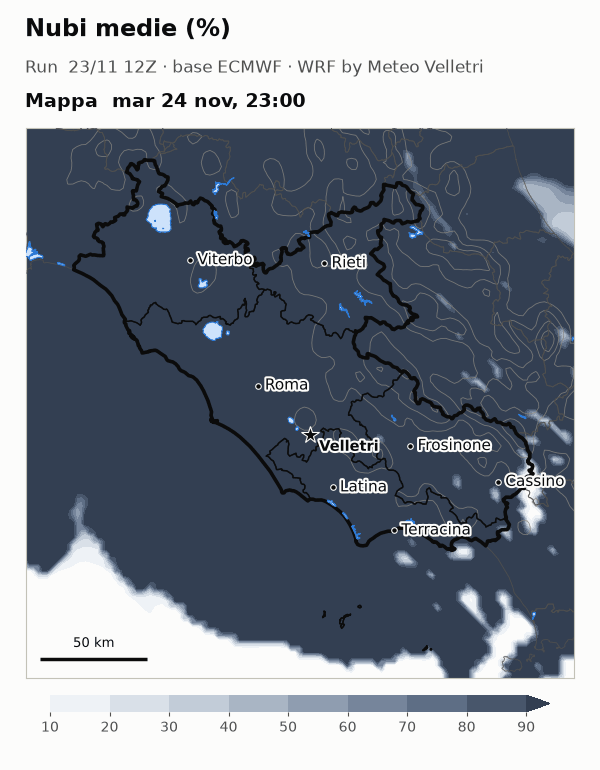 Nubi medie (%)
Run  23/11 12Z · base ECMWF · WRF by Meteo Velletri
Mappa  mar 24 nov, 23:00
Viterbo
Rieti
Roma
Velletri
Frosinone
Latina
Cassino
Terracina
50 km
10 20 30 40 50 60 70 80 90